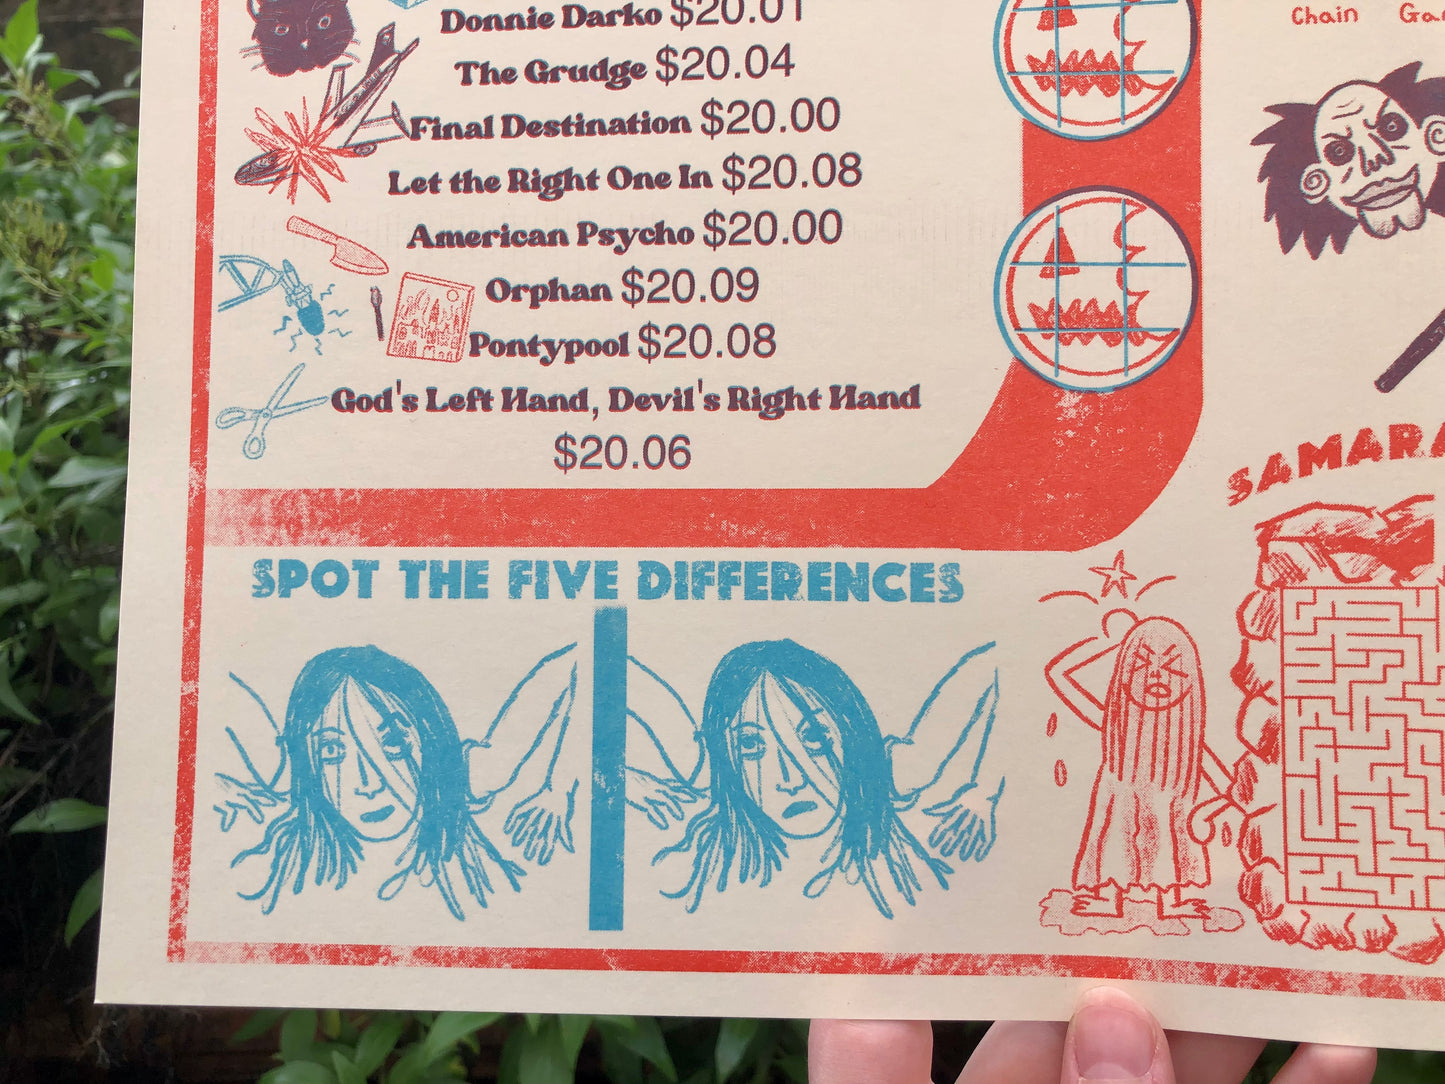 Donnie Darko $20.01
The Grudge $20.04
Final Destination $20.00
Let the Right One In $20.08
American Psycho $20.00
Orphan $20.09
Pontypool $20.08
God's Left Hand, Devil's Right Hand
$20.06
SPOT THE FIVE DIFFERENCES
Chain
SAMARA